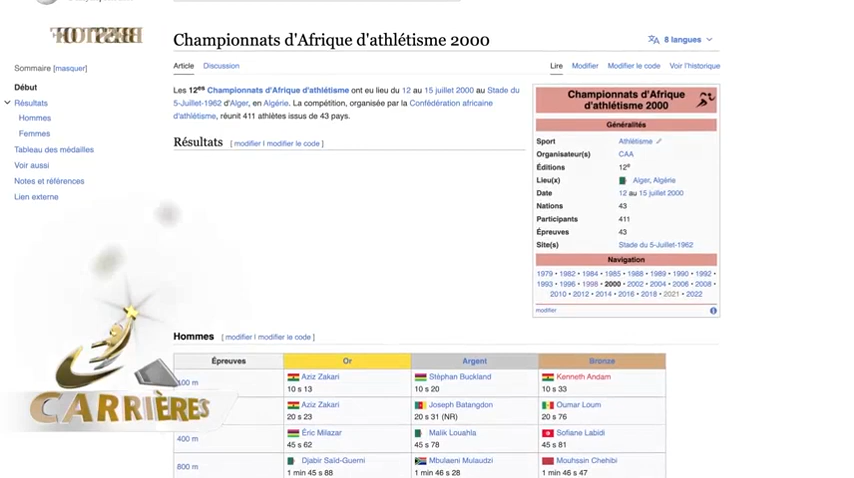 Championnats d'Afrique d'athlétisme 2000
8 langues
Sommaire [masquer]
Article Discussion
Lire Modifier Modifier le code Voir l'historique
Début
Résultats
Hommes
Femmes
Tableau des médailles
Voir aussi
Notes et références
Lien externe
Les 12es Championnats d'Afrique d'athlétisme ont eu lieu du 12 au 15 juillet 2000 au Stade du
5-Juillet-1962 d'Alger, en Algérie. La compétition, organisée par la Confédération africaine
d'athlétisme, réunit 411 athlètes issus de 43 pays.
Résultats [ modifier | modifier le code ]
Championnats d'Afrique
d'athlétisme 2000
Généralités
Sport Athlétisme
Organisateur(s) CAA
Éditions 12e
Lieu(x) Alger, Algérie
Date 12 au 15 juillet 2000
Nations 43
Participants 411
Épreuves 43
Site(s) Stade du 5-Juillet-1962
Navigation
1979 • 1982 • 1984 • 1985 • 1988 • 1989 • 1990 • 1992 •
1993 • 1996 • 1998 • 2000 • 2002 • 2004 • 2006 • 2008 •
2010 • 2012 • 2014 • 2016 • 2018 • 2021 • 2022
modifier
Hommes [ modifier | modifier le code ]
Épreuves Or Argent Bronze
100 m Aziz Zakari Stéphan Buckland Kenneth Andam
10 s 13 10 s 20 10 s 33
Aziz Zakari Joseph Batangdon Oumar Loum
20 s 23 20 s 31 (NR) 20 s 76
400 m Éric Milazar Malik Louahla Sofiane Labidi
45 s 62 45 s 78 45 s 81
800 m Djabir Saïd-Guerni Mbulaeni Mulaudzi Mouhssin Chehibi
1 min 45 s 88 1 min 46 s 28 1 min 46 s 47
CARRIÈRES